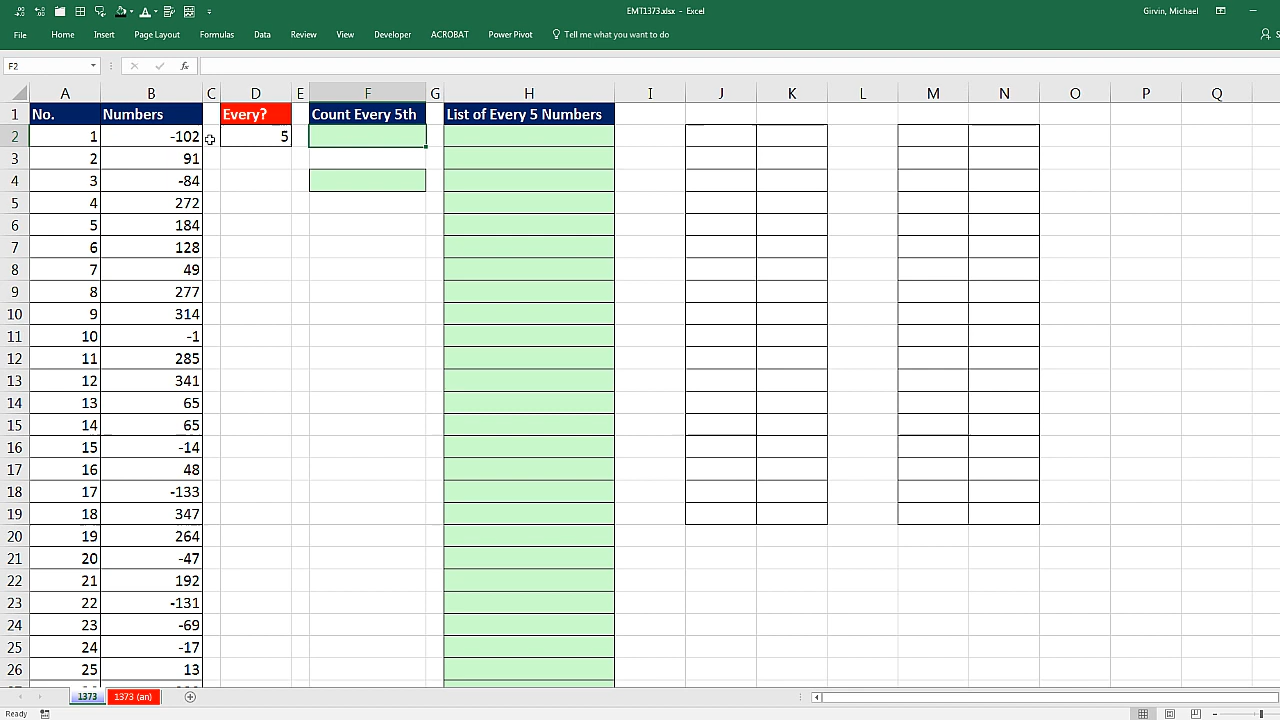 EMT1373.xlsx - Excel
Girvin, Michael
File Home Insert Page Layout Formulas Data Review View Developer ACROBAT Power Pivot Tell me what you want to do
F2 fx
A B C D E F G H I J K L M N O P Q
1 No. Numbers Every? Count Every 5th List of Every 5 Numbers
2 1 -102 5
3 2 91
4 3 -84
5 4 272
6 5 184
7 6 128
8 7 49
9 8 277
10 9 314
11 10 -1
12 11 285
13 12 341
14 13 65
15 14 65
16 15 -14
17 16 48
18 17 -133
19 18 347
20 19 264
21 20 -47
22 21 192
23 22 -131
24 23 -69
25 24 -17
26 25 13
1373 1373 (an)
Ready